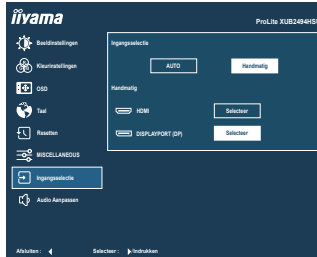 iiyama
ProLite XUB2494HS
Beeldinstellingen
Kleurinstellingen
OSD
Taal
Resetten
MISCELLANEOUS
Ingangsselectie
Audio Aanpassen
Ingangsselectie
AUTO
Handmatig
Handmatig
HDMI
Selecteer
DISPLAYPORT (DP)
Selecteer
Afsluiten :
Selecteer :
/Indrukken